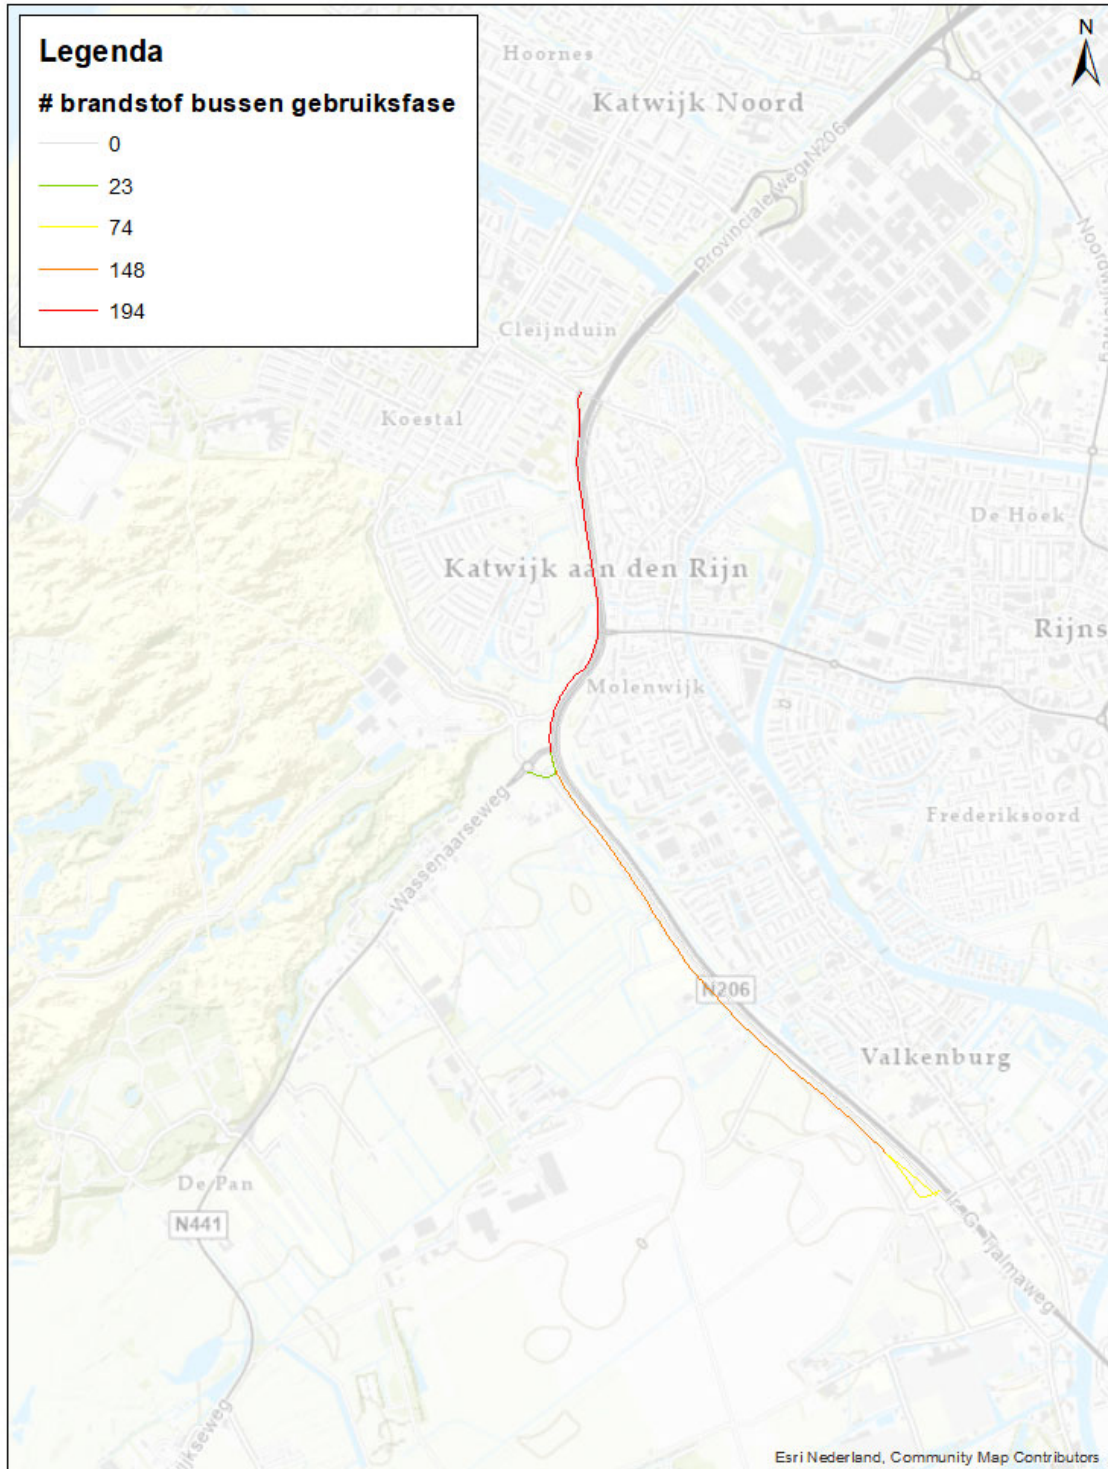 Legenda
# brandstof bussen gebruiksfase
0
23
74
148
194
N
Hoornes
Katwijk Noord
Provincialeweg N206
Cleijnduin
Koestal
De Hoek
Katwijk aan den Rijn
Rijns
Molenwijk
Frederiksoord
Wassenaarseweg
N206
Valkenburg
De Pan
N441
Ir. G. Tjalmaweg
ijkseweg
Esri Nederland, Community Map Contributors